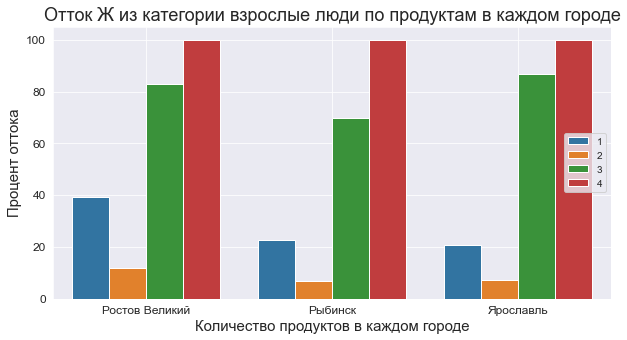 Отток Ж из категории взрослые люди по продуктам в каждом городе
Процент оттока
100
80
60
40
20
0
1
2
3
4
Ростов Великий
Рыбинск
Ярославль
Количество продуктов в каждом городе